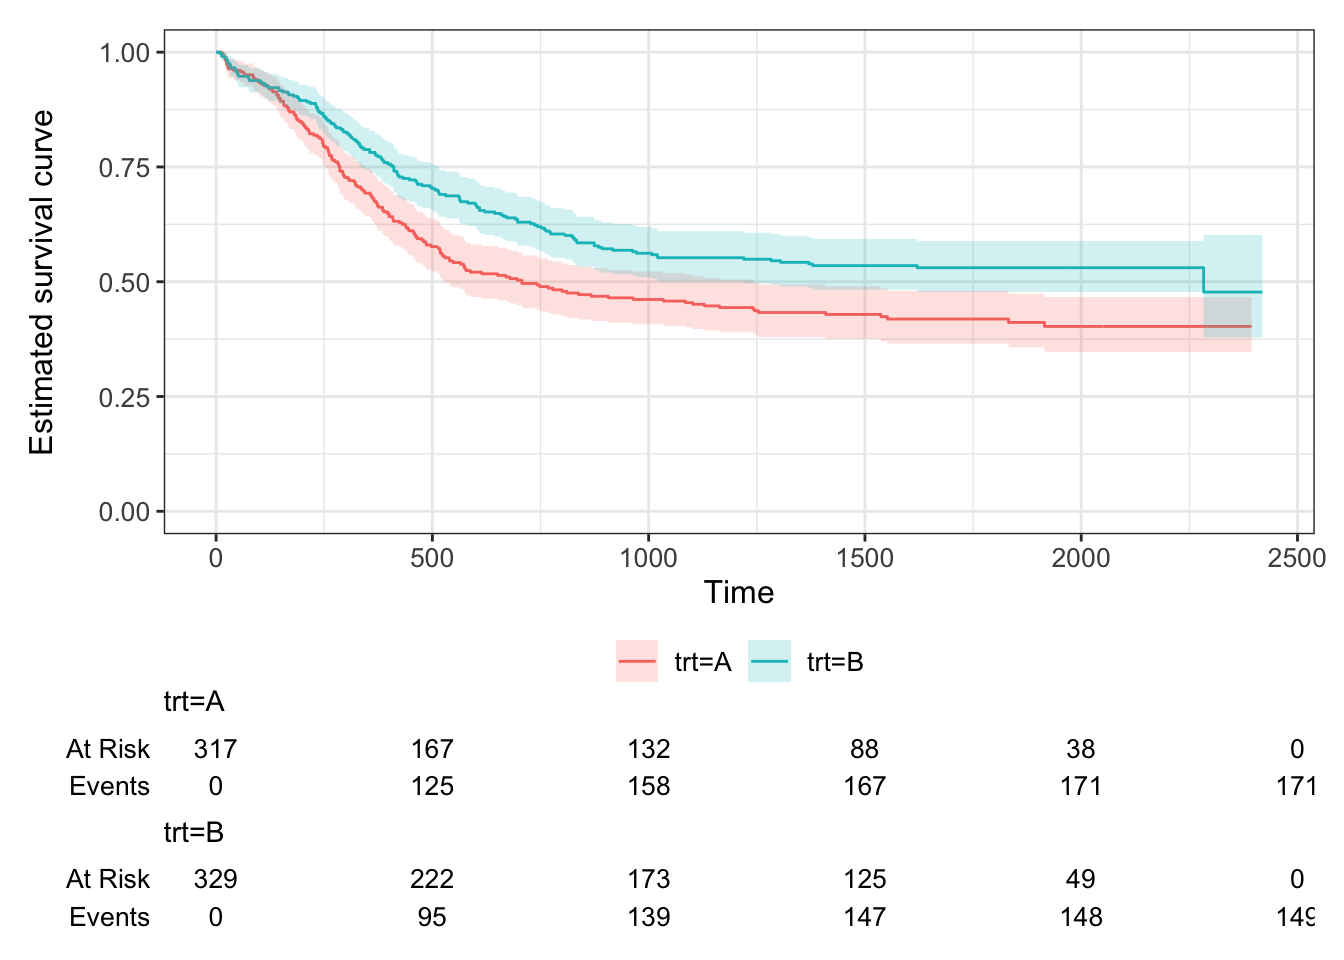 Estimated survival curve
1.00
0.75
0.50
0.25
0.00
0 500 1000 1500 2000 2500
Time
trt=A trt=B
trt=A
At Risk 317 167 132 88 38 0
Events 0 125 158 167 171 171
trt=B
At Risk 329 222 173 125 49 0
Events 0 95 139 147 148 149